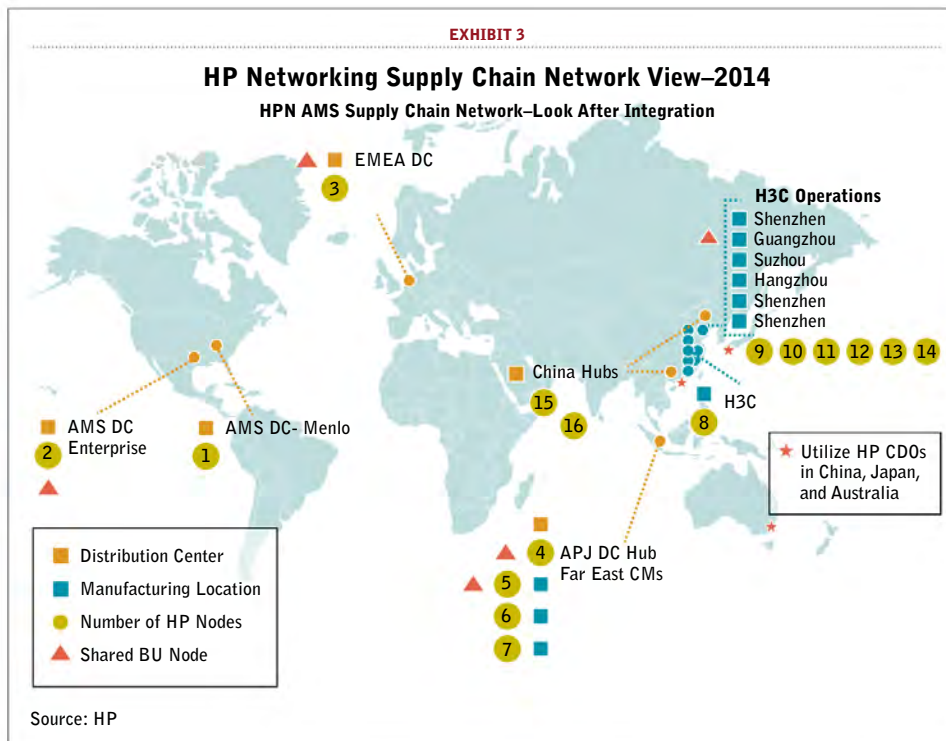 EXHIBIT 3
HP Networking Supply Chain Network View–2014
HPN AMS Supply Chain Network–Look After Integration
EMEA DC
3
H3C Operations
Shenzhen
Guangzhou
Suzhou
Hangzhou
Shenzhen
Shenzhen
9 10 11 12 13 14
China Hubs
15
16
H3C
8
AMS DC
Enterprise
2
AMS DC- Menlo
1
Utilize HP CDOs
in China, Japan,
and Australia
4
APJ DC Hub
Far East CMs
5
6
7
Distribution Center
Manufacturing Location
Number of HP Nodes
Shared BU Node
Source: HP